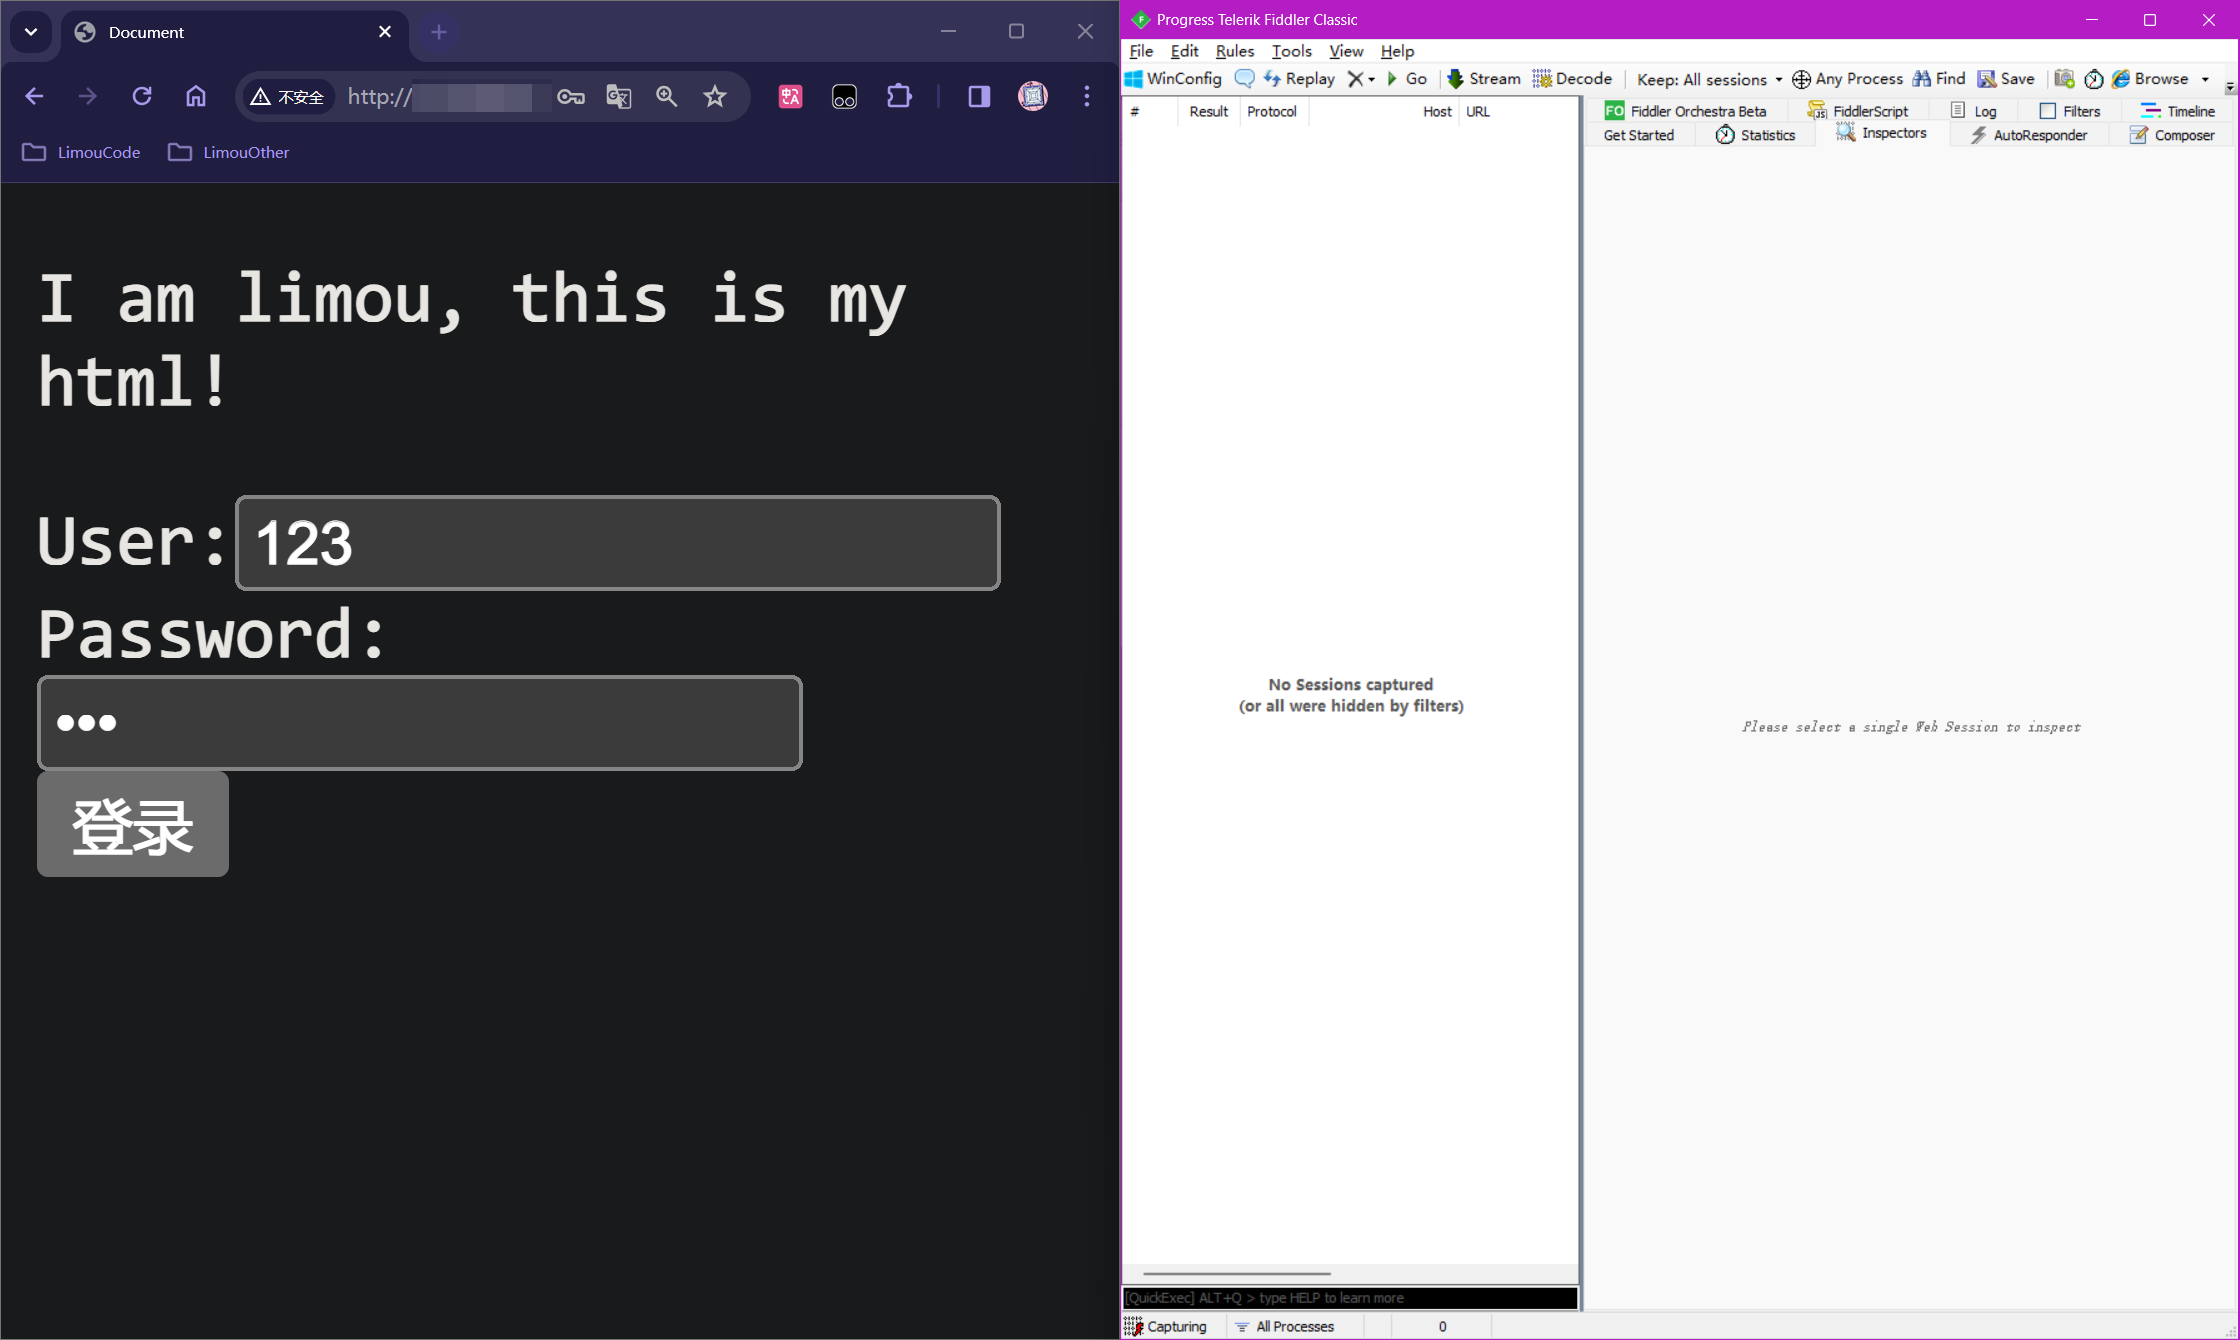 Document
不安全
http://
LimouCode
LimouOther
I am limou, this is my
html!
User:
123
Password:
•••
登录
Progress Telerik Fiddler Classic
File Edit Rules Tools View Help
WinConfig Replay Go Stream Decode Keep: All sessions Any Process Find Save Browse
# Result Protocol Host URL
No Sessions captured
(or all were hidden by filters)
[QuickExec] ALT+Q > type HELP to learn more
Capturing All Processes 0
FO Fiddler Orchestra Beta FiddlerScript Log Filters Timeline
Get Started Statistics Inspectors AutoResponder Composer
Please select a single Web Session to inspect